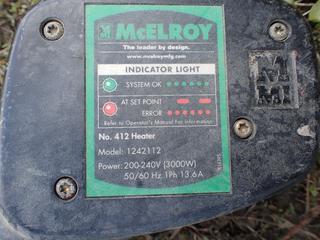 McELROY
The leader by design.
www.mcelroymfg.com
INDICATOR LIGHT
SYSTEM OK
AT SET POINT
ERROR
Refer to Operator's Manual For Information
No. 412 Heater
Model: 1242112
Power: 200-240V (3000W)
50/60 Hz 1Ph 13.6A